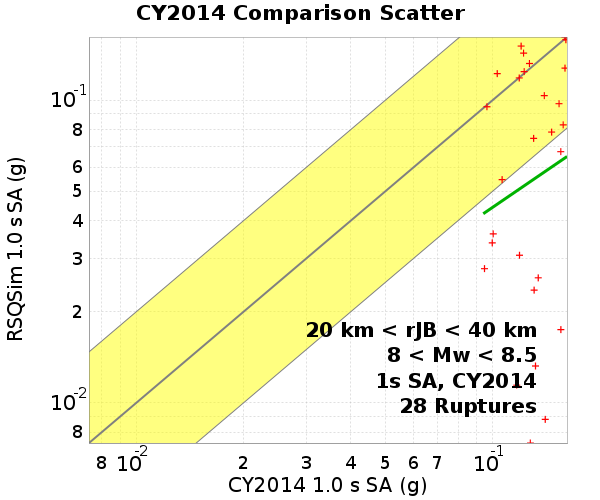 CY2014 Comparison Scatter
RSQSim 1.0 s SA (g)
10-1
8
6
5
4
3
2
10-2
8
20 km < rJB < 40 km
8 < Mw < 8.5
1s SA, CY2014
28 Ruptures
8 10-2 2 3 4 5 6 7 10-1
CY2014 1.0 s SA (g)